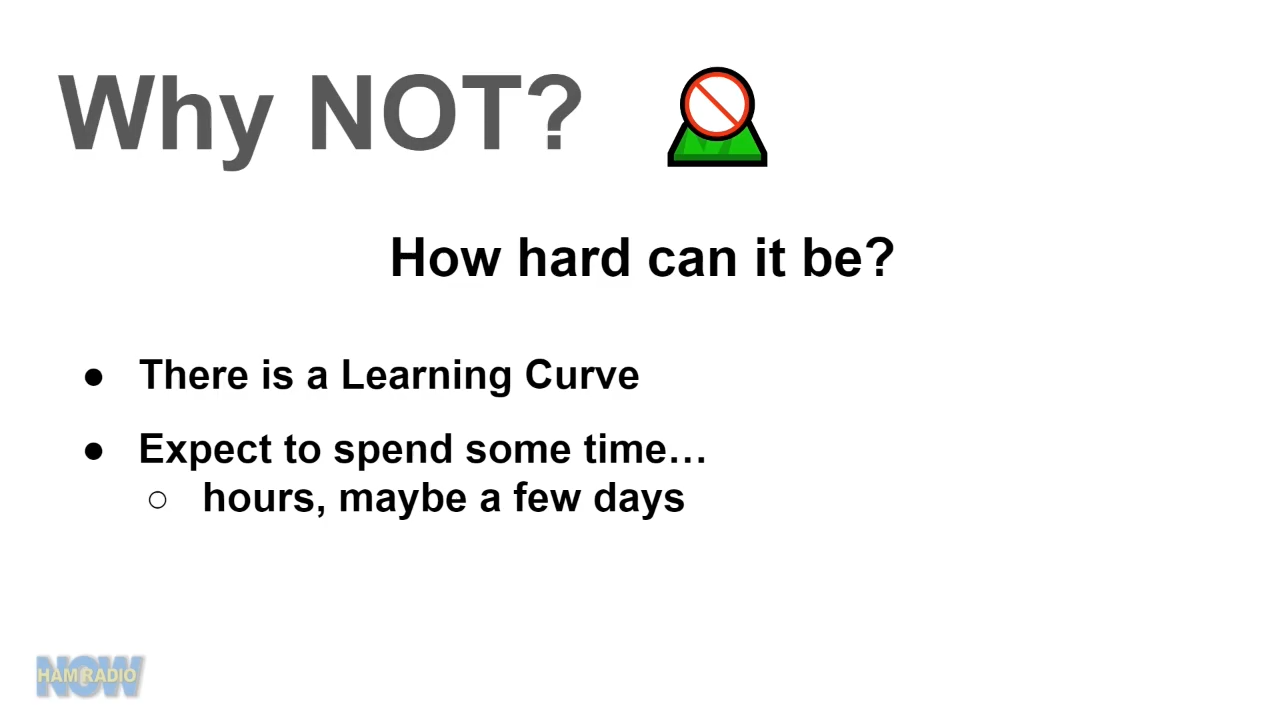 Why NOT?
How hard can it be?
● There is a Learning Curve
● Expect to spend some time…
○ hours, maybe a few days
NOW
HAM RADIO